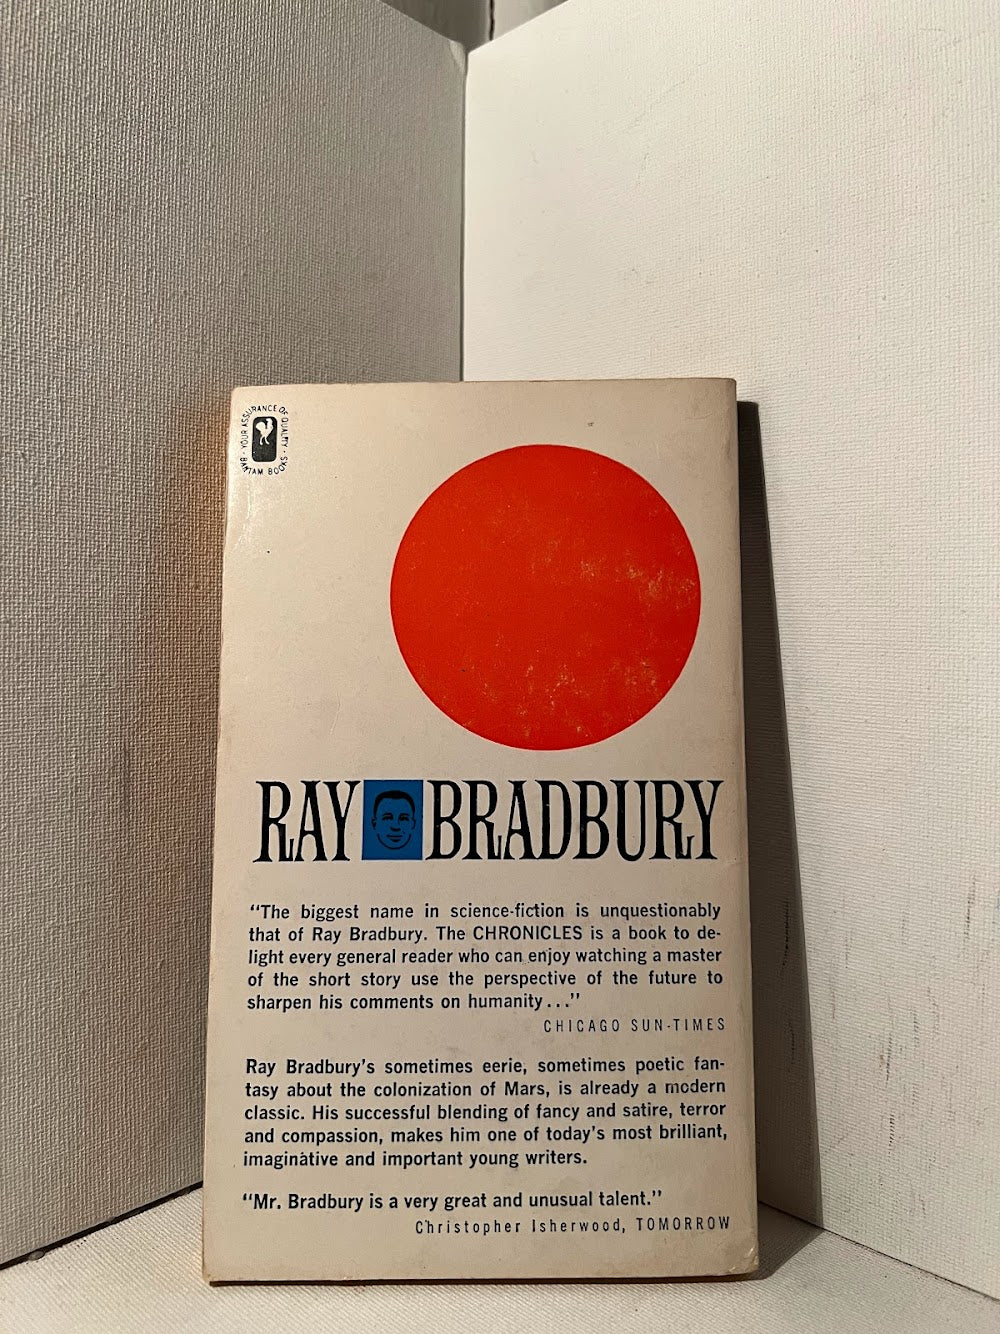 YOUR ASSURANCE OF QUALITY · BANTAM BOOKS ·
RAY BRADBURY
"The biggest name in science-fiction is unquestionably
that of Ray Bradbury. The CHRONICLES is a book to de-
light every general reader who can enjoy watching a master
of the short story use the perspective of the future to
sharpen his comments on humanity..."
CHICAGO SUN-TIMES
Ray Bradbury's sometimes eerie, sometimes poetic fan-
tasy about the colonization of Mars, is already a modern
classic. His successful blending of fancy and satire, terror
and compassion, makes him one of today's most brilliant,
imaginative and important young writers.
"Mr. Bradbury is a very great and unusual talent."
Christopher Isherwood, TOMORROW